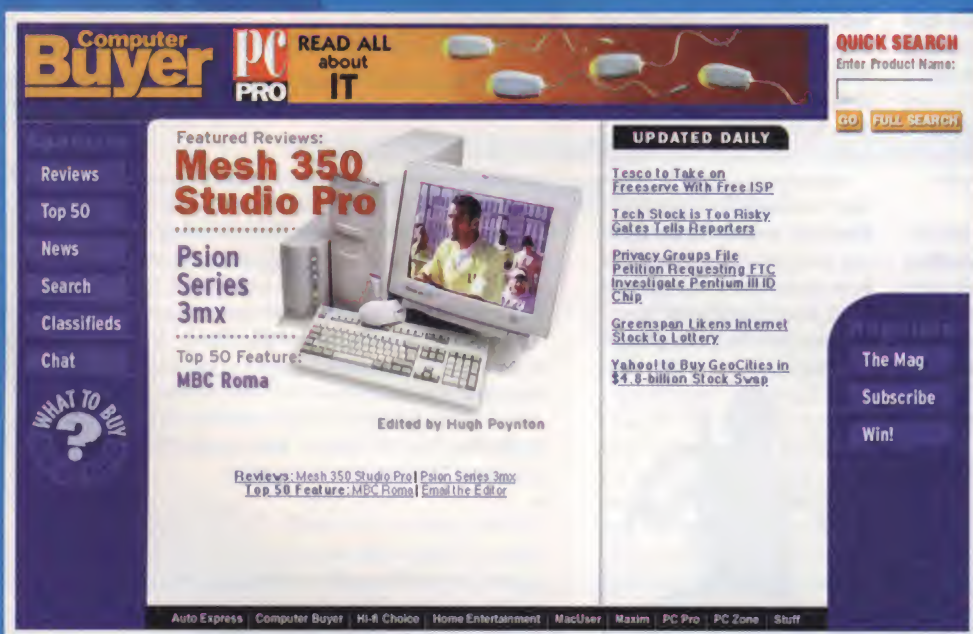 Computer
Buyer
PC
PRO
READ ALL
about
IT
QUICK SEARCH
Enter Product Name:
GO
FULL SEARCH
Reviews
Top 50
News
Search
Classifieds
Chat
WHAT TO BUY
?
Featured Reviews:
Mesh 350
Studio Pro
Psion
Series
3mx
Top 50 Feature:
MBC Roma
Edited by Hugh Poynton
Reviews: Mesh 350 Studio Pro | Psion Series 3mx
Top 50 Feature: MBC Roma | Email the Editor
UPDATED DAILY
Tesco to Take on
Freeserve With Free ISP
Tech Stock is Too Risky
Gates Tells Reporters
Privacy Groups File
Petition Requesting FTC
Investigate Pentium III ID
Chip
Greenspan Likens Internet
Stock to Lottery
Yahoo! to Buy GeoCities in
$4.8-billion Stock Swap
The Mag
Subscribe
Win!
Auto Express Computer Buyer Hi-fi Choice Home Entertainment MacUser Maxim PC Pro PC Zone Stuff